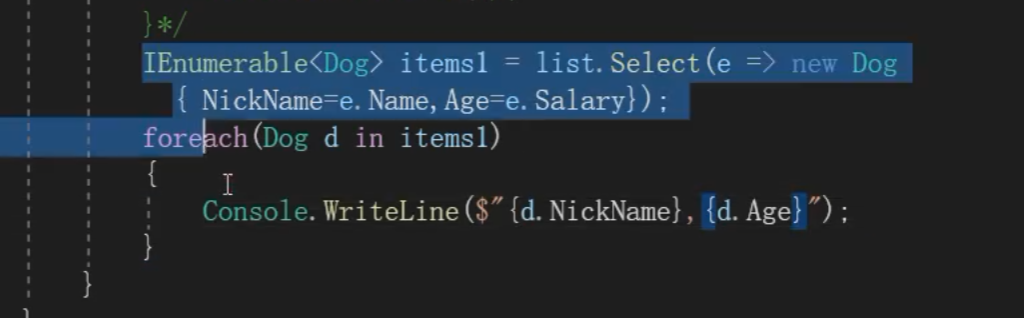 }*/
IEnumerable<Dog> items1 = list.Select(e => new Dog
{ NickName=e.Name,Age=e.Salary});
foreach(Dog d in items1)
{
Console.WriteLine($"{d.NickName},{d.Age}");
}
}
}